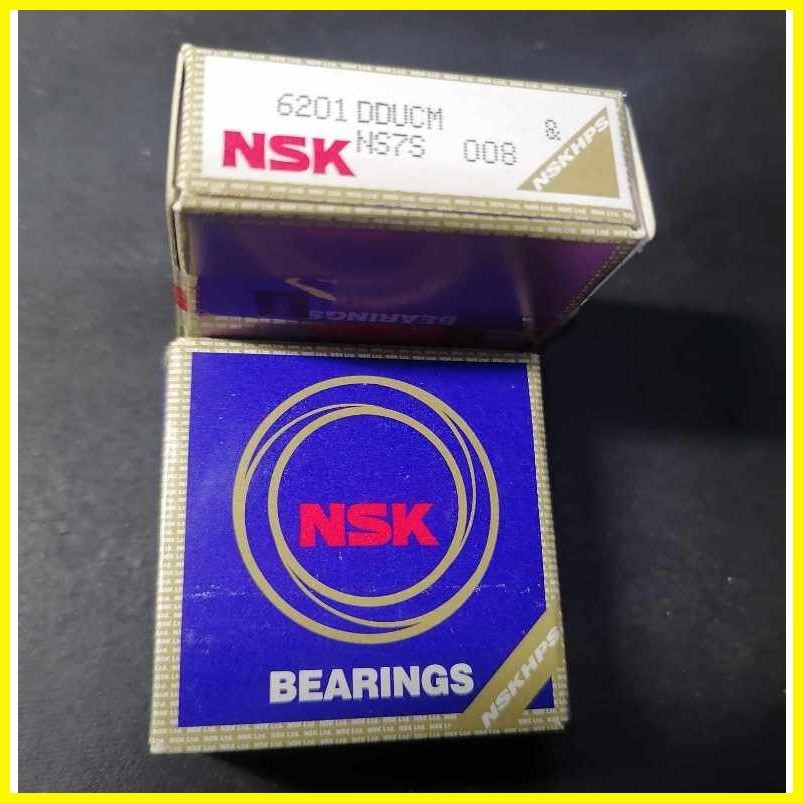 6201 DDUCM
NSK NS7S 008 &
NSKHPS
BEARINGS
NSK
BEARINGS
NSKHPS